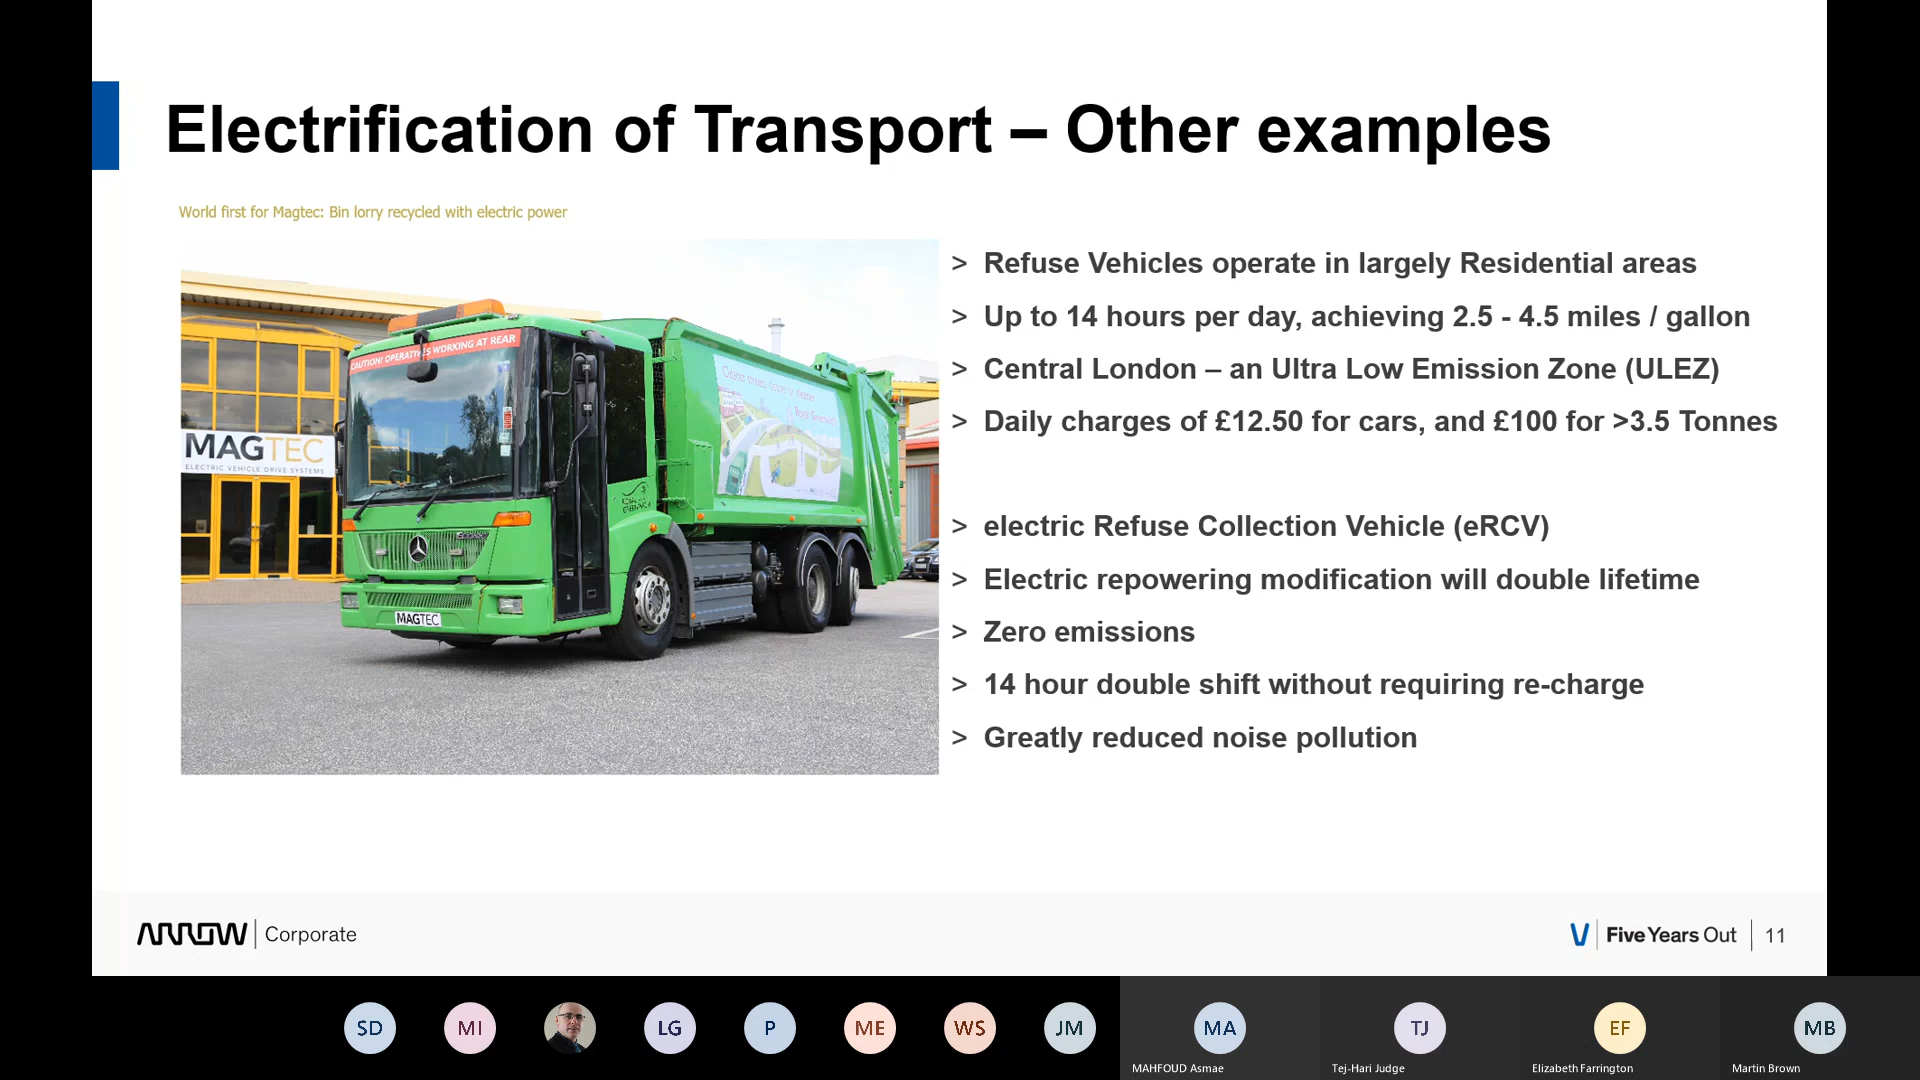 Electrification of Transport – Other examples
World first for Magtec: Bin lorry recycled with electric power
CAUTION! OPERATIVES WORKING AT REAR
MAGTEC
ELECTRIC VEHICLE DRIVE SYSTEMS
MAGTEC
> Refuse Vehicles operate in largely Residential areas
> Up to 14 hours per day, achieving 2.5 - 4.5 miles / gallon
> Central London – an Ultra Low Emission Zone (ULEZ)
> Daily charges of £12.50 for cars, and £100 for >3.5 Tonnes
> electric Refuse Collection Vehicle (eRCV)
> Electric repowering modification will double lifetime
> Zero emissions
> 14 hour double shift without requiring re-charge
> Greatly reduced noise pollution
ARROW | Corporate
Five Years Out | 11
SD MI LG P ME WS JM MA TJ EF MB
MAHFOUD Asmae Tej-Hari Judge Elizabeth Farrington Martin Brown